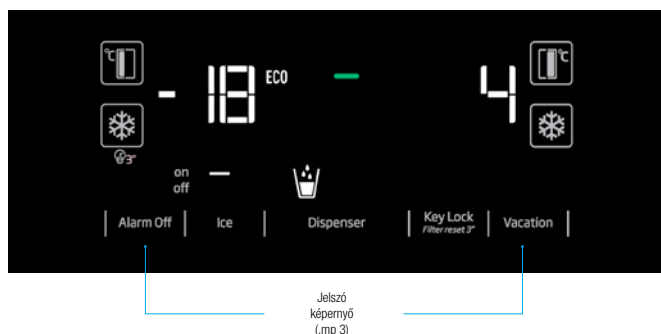 °C
°C
- 18
ECO
4
3"
on
off
Alarm Off
Ice
Dispenser
Key Lock
Filter reset 3"
Vacation
Jelszó
képernyő
(.mp 3)